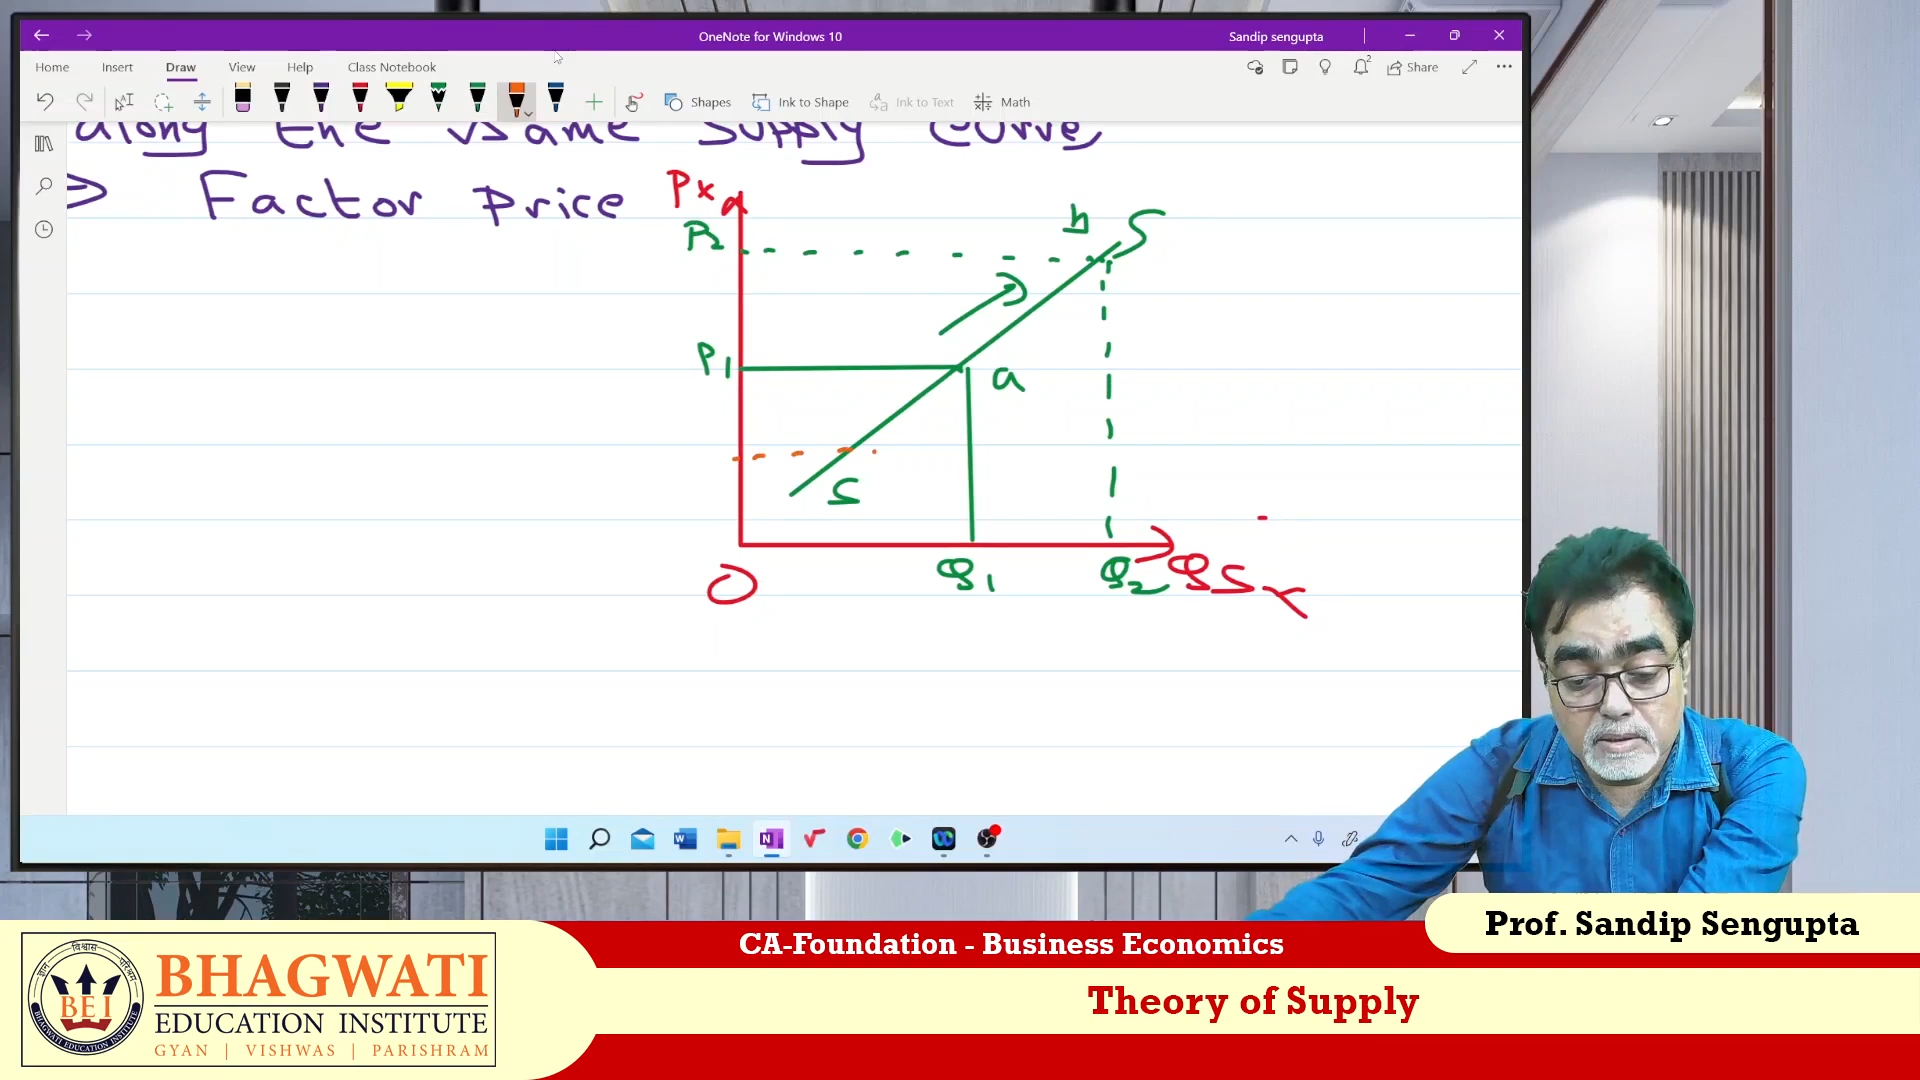 OneNote for Windows 10
Sandip sengupta
Home Insert Draw View Help Class Notebook
Share
Shapes Ink to Shape Ink to Text Math
along the same supply curve
Factor price
Px
P2
b S
P1
a
S
O Q1 Q2 QSx
Prof. Sandip Sengupta
CA-Foundation - Business Economics
Theory of Supply
विश्वास
BEI
BHAGWATI
EDUCATION INSTITUTE
GYAN | VISHWAS | PARISHRAM